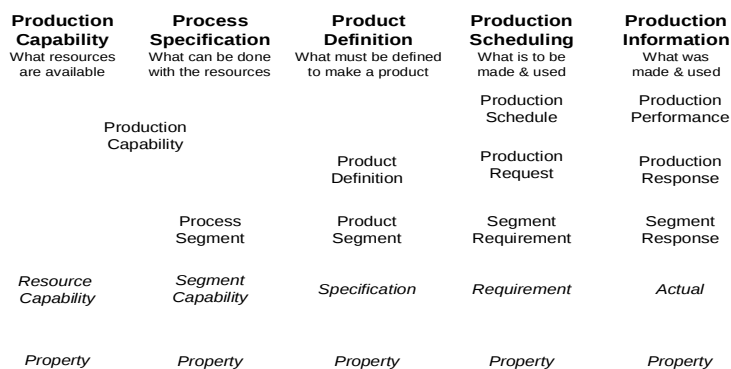 Production Capability
What resources are available
Process Specification
What can be done with the resources
Product Definition
What must be defined to make a product
Production Scheduling
What is to be made & used
Production Information
What was made & used
Production Schedule
Production Performance
Production Capability
Product Definition
Production Request
Production Response
Process Segment
Product Segment
Segment Requirement
Segment Response
Resource Capability
Segment Capability
Specification
Requirement
Actual
Property
Property
Property
Property
Property